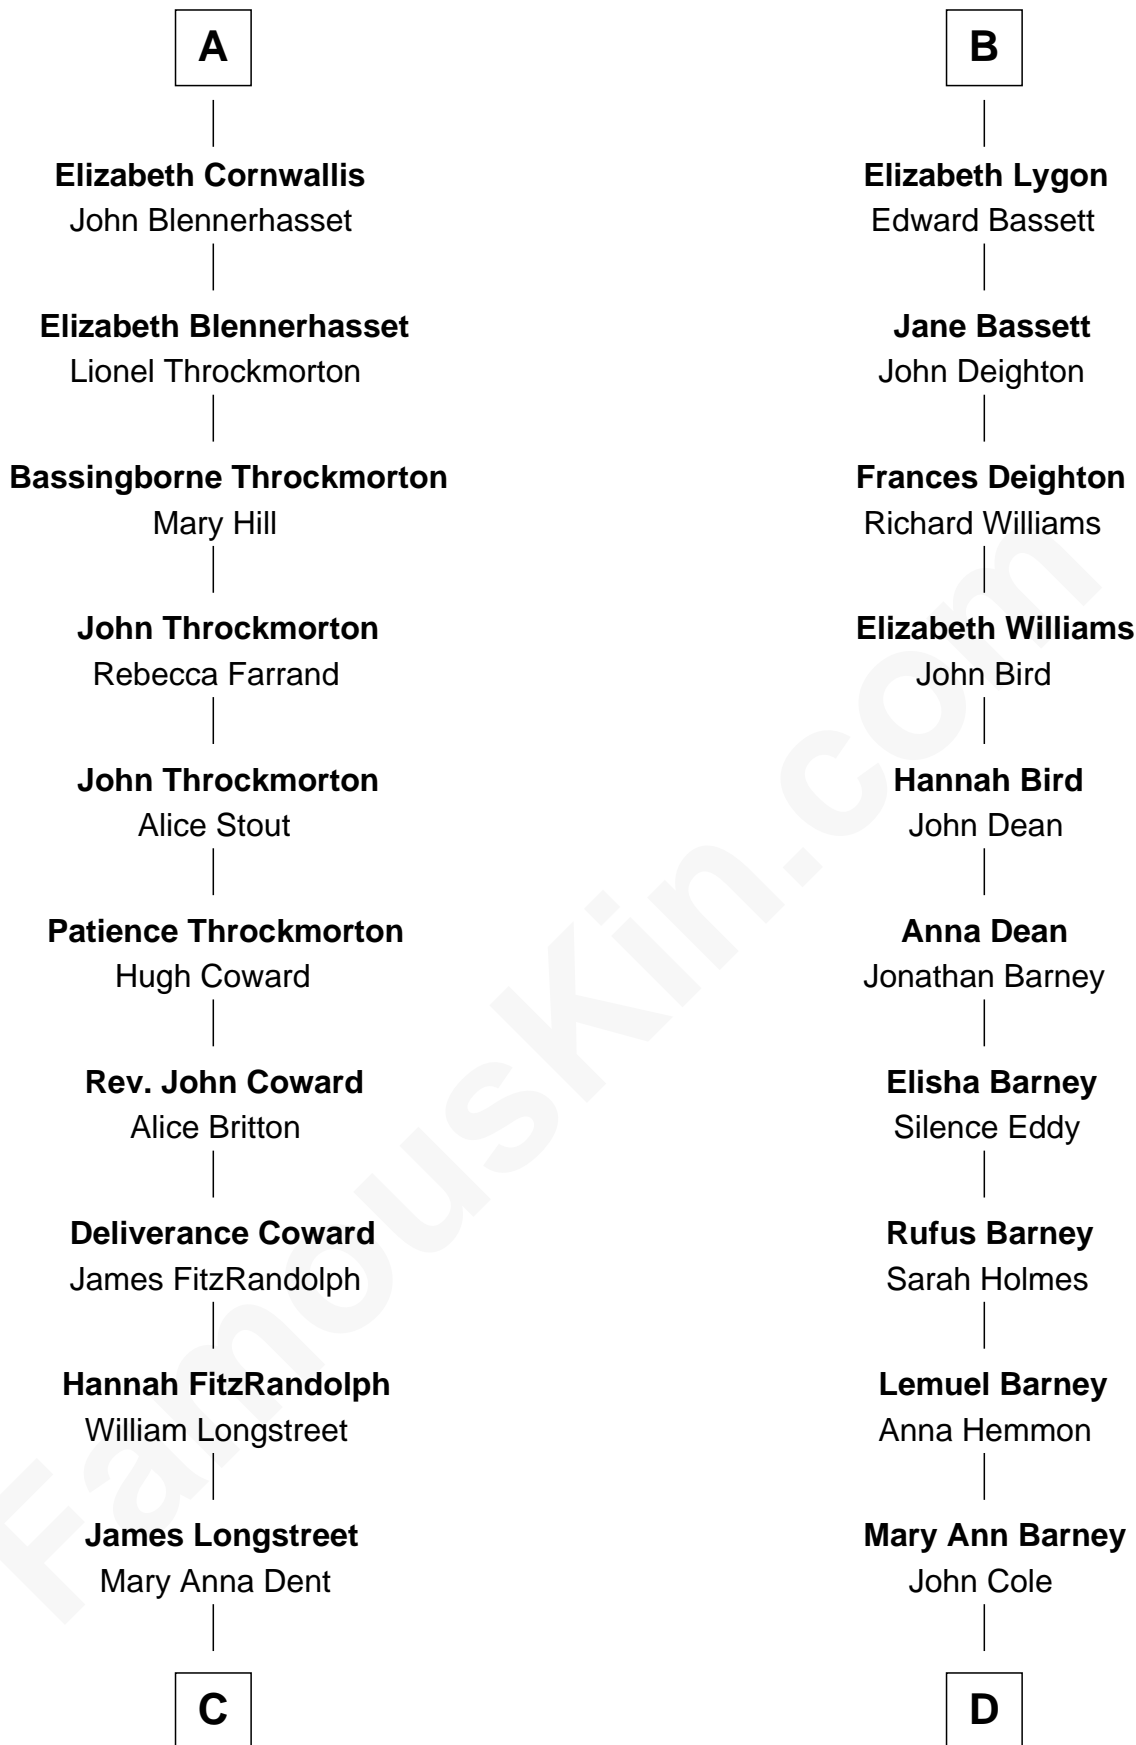 A
Elizabeth Cornwallis
John Blennerhasset
Elizabeth Blennerhasset
Lionel Throckmorton
Bassingborne Throckmorton
Mary Hill
John Throckmorton
Rebecca Farrand
John Throckmorton
Alice Stout
Patience Throckmorton
Hugh Coward
Rev. John Coward
Alice Britton
Deliverance Coward
James FitzRandolph
Hannah FitzRandolph
William Longstreet
James Longstreet
Mary Anna Dent
C
B
Elizabeth Lygon
Edward Bassett
Jane Bassett
John Deighton
Frances Deighton
Richard Williams
Elizabeth Williams
John Bird
Hannah Bird
John Dean
Anna Dean
Jonathan Barney
Elisha Barney
Silence Eddy
Rufus Barney
Sarah Holmes
Lemuel Barney
Anna Hemmon
Mary Ann Barney
John Cole
D
FamousKin.com